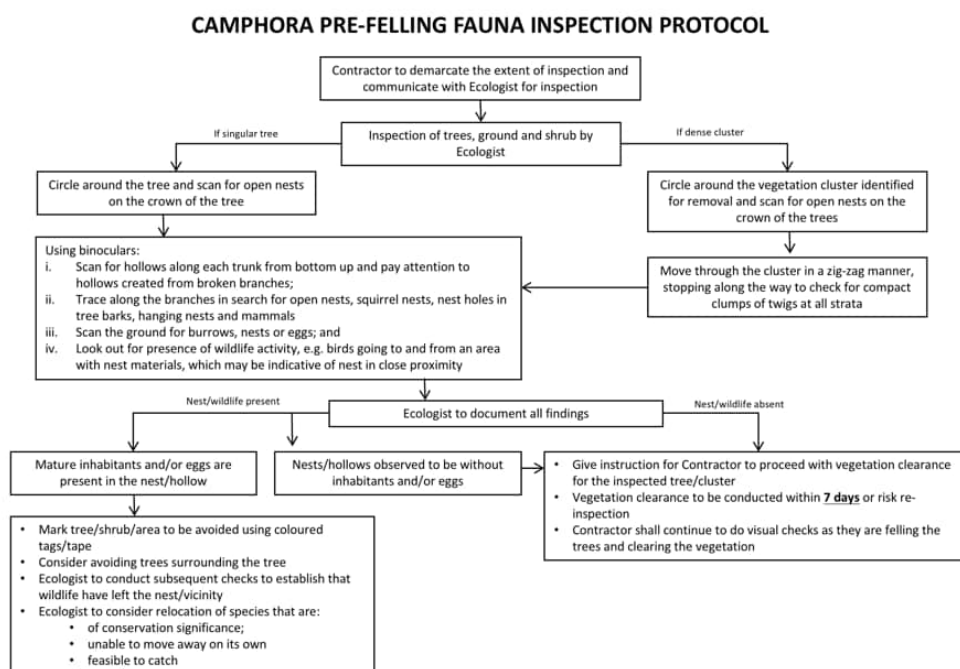 CAMPHORA PRE-FELLING FAUNA INSPECTION PROTOCOL
Contractor to demarcate the extent of inspection and
communicate with Ecologist for inspection
If singular tree
Inspection of trees, ground and shrub by
Ecologist
If dense cluster
Circle around the tree and scan for open nests
on the crown of the tree
Circle around the vegetation cluster identified
for removal and scan for open nests on the
crown of the trees
Using binoculars:
i. Scan for hollows along each trunk from bottom up and pay attention to
hollows created from broken branches;
ii. Trace along the branches in search for open nests, squirrel nests, nest holes in
tree barks, hanging nests and mammals
iii. Scan the ground for burrows, nests or eggs; and
iv. Look out for presence of wildlife activity, e.g. birds going to and from an area
with nest materials, which may be indicative of nest in close proximity
Move through the cluster in a zig-zag manner,
stopping along the way to check for compact
clumps of twigs at all strata
Nest/wildlife present
Ecologist to document all findings
Nest/wildlife absent
Mature inhabitants and/or eggs are
present in the nest/hollow
Nests/hollows observed to be without
inhabitants and/or eggs
• Give instruction for Contractor to proceed with vegetation clearance
for the inspected tree/cluster
• Vegetation clearance to be conducted within 7 days or risk re-
inspection
• Contractor shall continue to do visual checks as they are felling the
trees and clearing the vegetation
• Mark tree/shrub/area to be avoided using coloured
tags/tape
• Consider avoiding trees surrounding the tree
• Ecologist to conduct subsequent checks to establish that
wildlife have left the nest/vicinity
• Ecologist to consider relocation of species that are:
• of conservation significance;
• unable to move away on its own
• feasible to catch